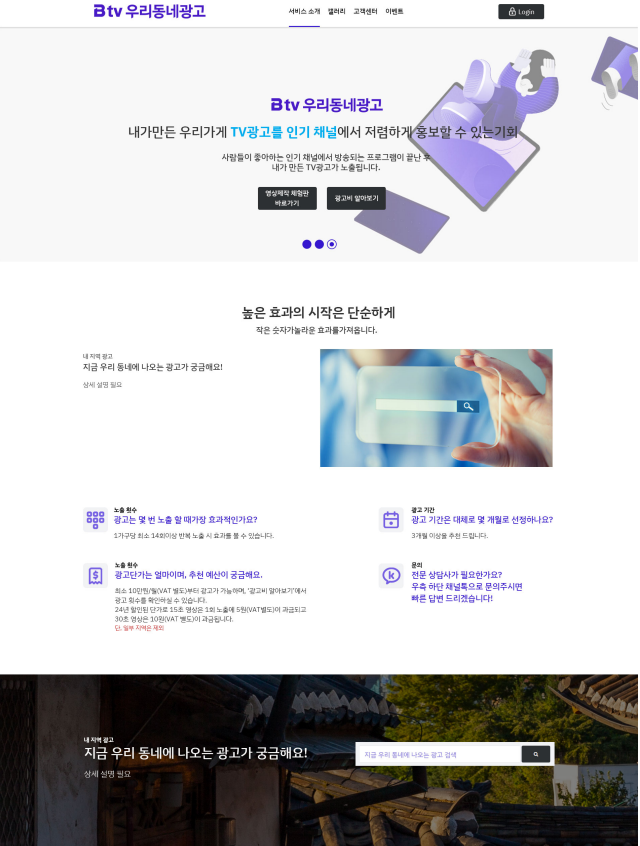 B tv 우리동네광고
서비스 소개 갤러리 고객센터 이벤트
Login
B tv 우리동네광고
내가만든 우리가게 TV광고를 인기 채널에서 저렴하게 홍보할 수 있는기회
사람들이 좋아하는 인기 채널에서 방송되는 프로그램이 끝난 후
내가 만든 TV광고가 노출됩니다.
영상제작 체험판
바로가기
광고비 알아보기
높은 효과의 시작은 단순하게
작은 숫자가놀라운 효과를가져옵니다.
내 지역 광고
지금 우리 동네에 나오는 광고가 궁금해요!
상세 설명 필요
노출 횟수
광고는 몇 번 노출 할 때가장 효과적인가요?
1가구당 최소 14회이상 반복 노출 시 효과를 볼 수 있습니다.
광고 기간
광고 기간은 대체로 몇 개월로 선정하나요?
3개월 이상을 추천 드립니다.
노출 횟수
광고단가는 얼마이며, 추천 예산이 궁금해요.
최소 10만원/월(VAT 별도)부터 광고가 가능하며, '광고비 알아보기'에서
광고 횟수를 확인하실 수 있습니다.
24년 할인된 단가로 15초 영상은 1회 노출에 5원(VAT별도)이 과금되고
30초 영상은 10원(VAT 별도)이 과금됩니다.
단, 일부 지역은 제외
문의
전문 상담사가 필요한가요?
우측 하단 채널톡으로 문의주시면
빠른 답변 드리겠습니다!
내 지역 광고
지금 우리 동네에 나오는 광고가 궁금해요!
상세 설명 필요
지금 우리 동네에 나오는 광고 검색